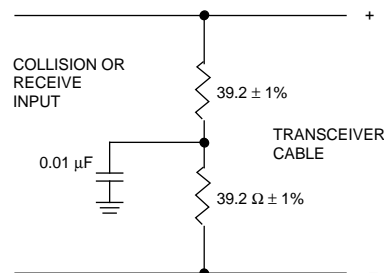 +
COLLISION OR
RECEIVE
INPUT
39.2 ± 1%
TRANSCEIVER
CABLE
0.01 μF
39.2 Ω ± 1%